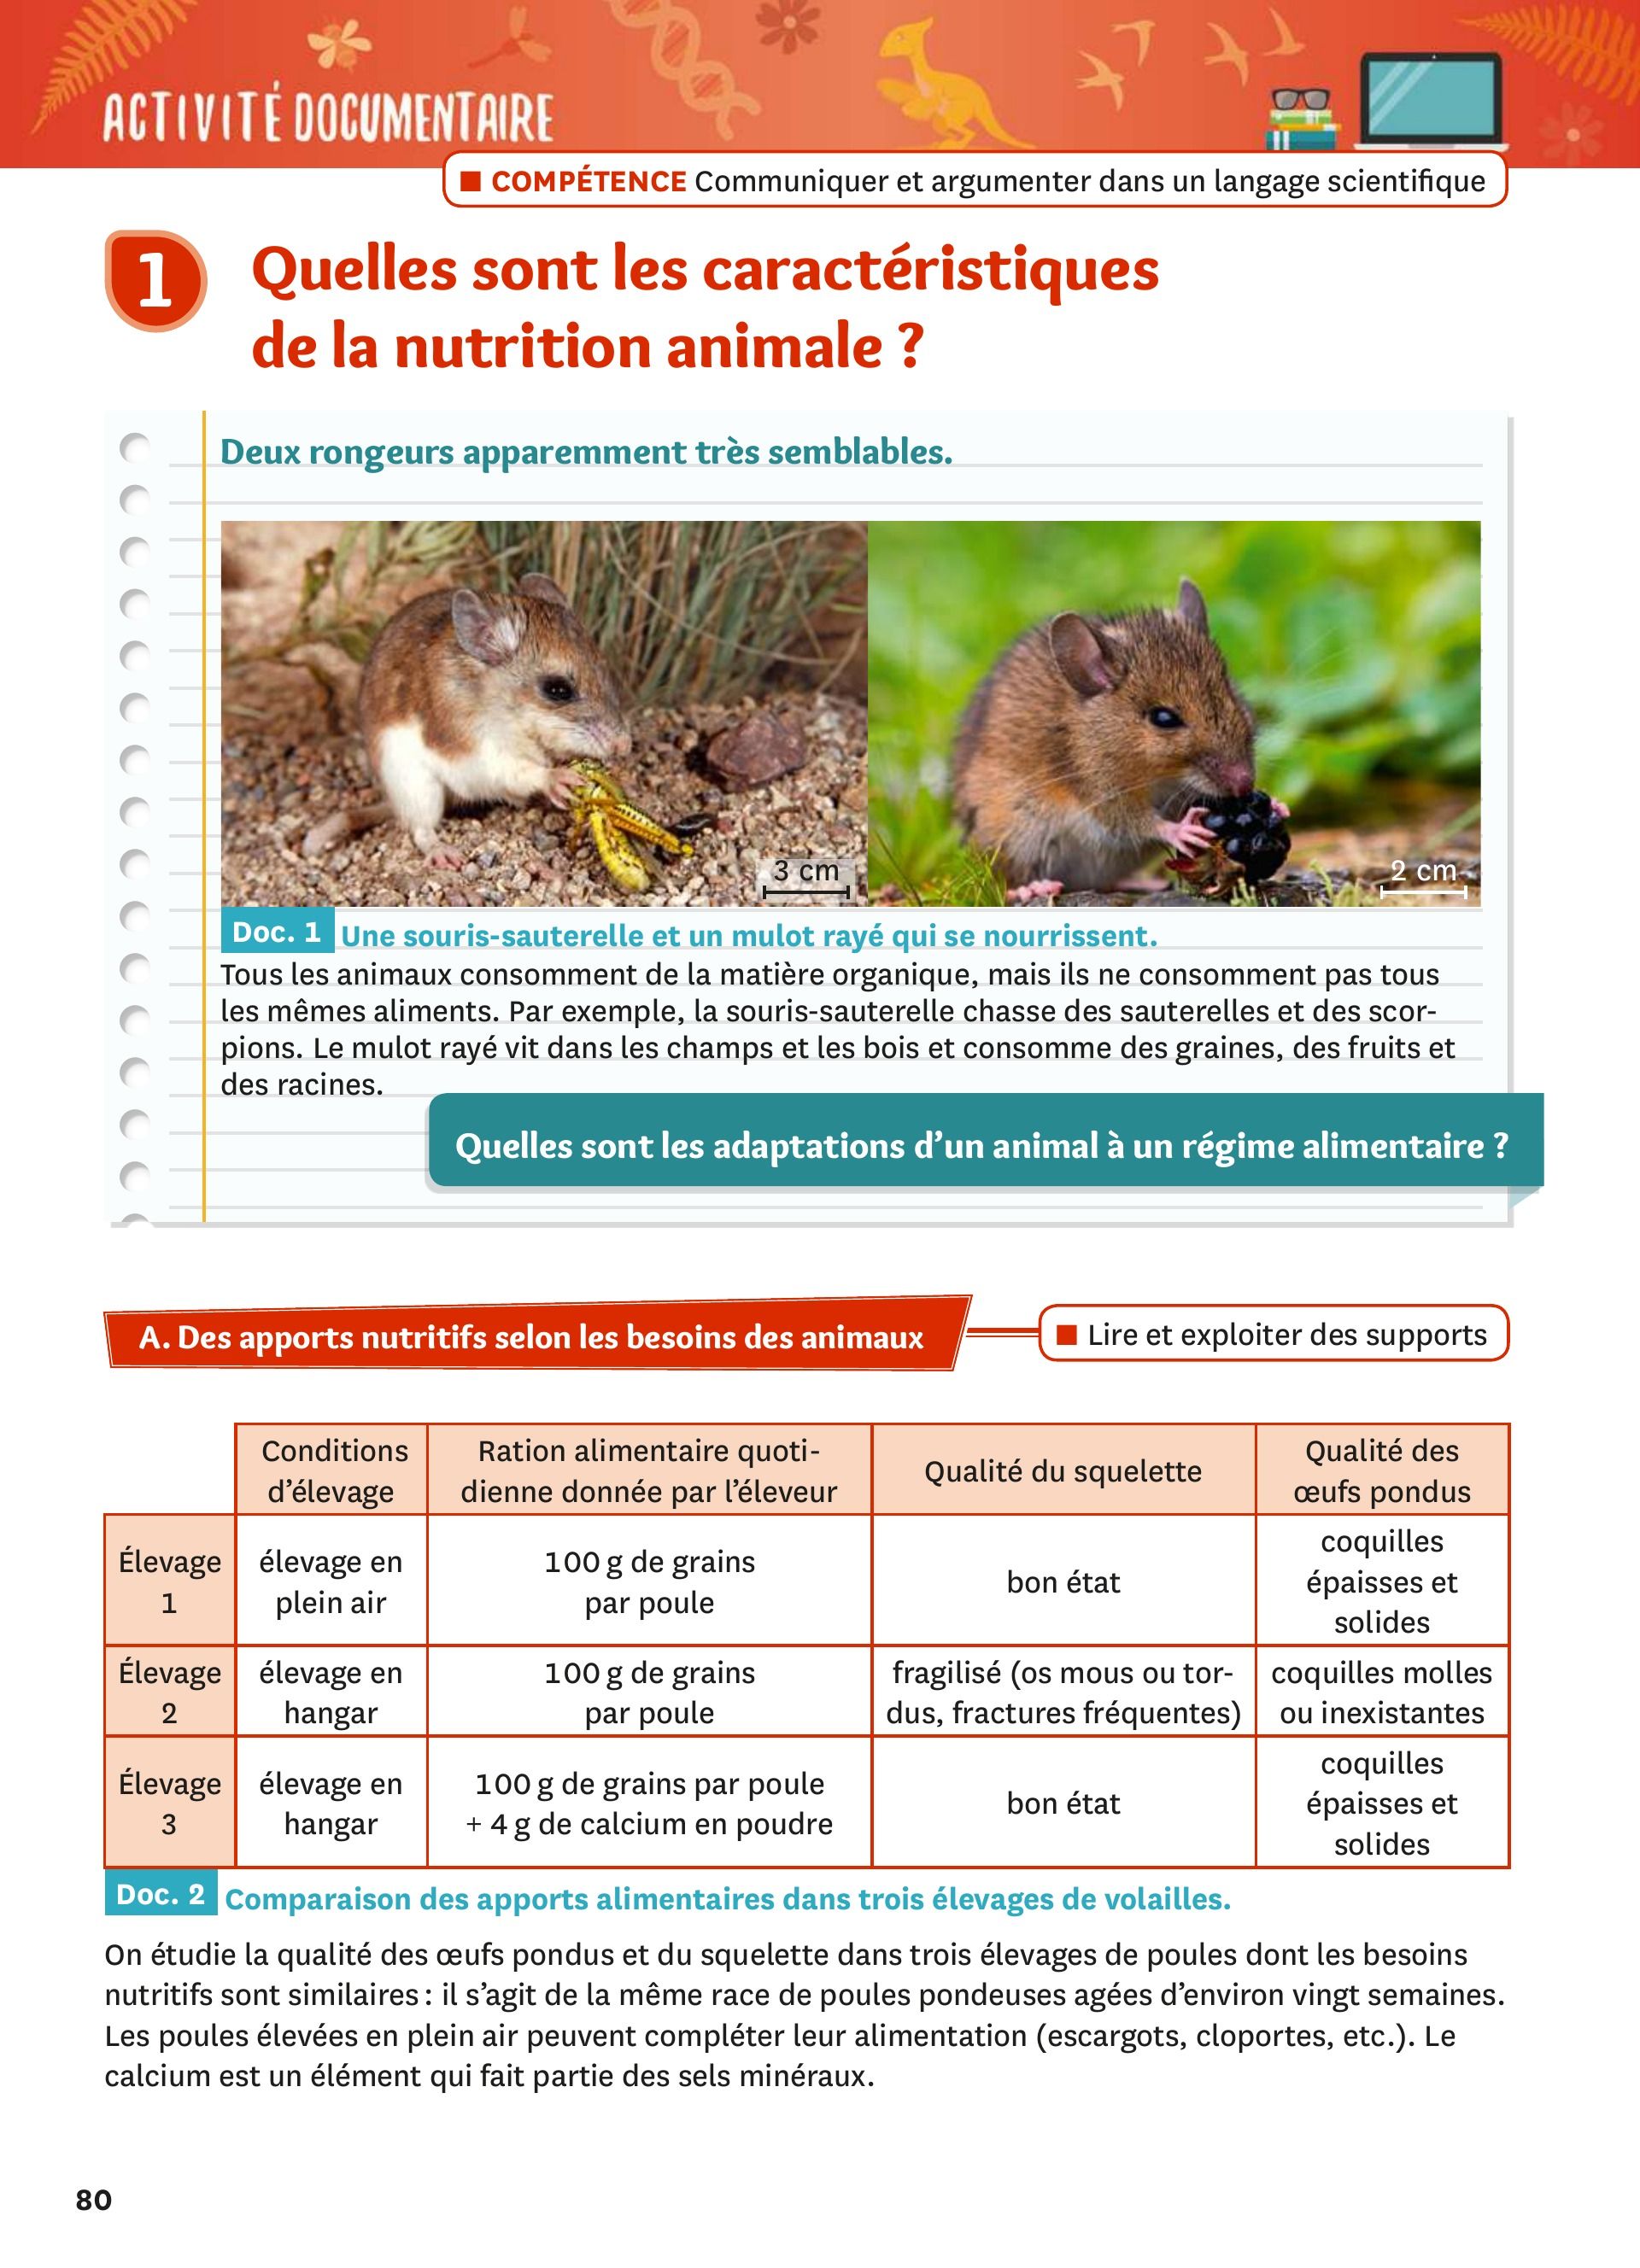 ACTIVITÉ DOCUMENTAIRE
■ COMPÉTENCE Communiquer et argumenter dans un langage scientifique
1
Quelles sont les caractéristiques
de la nutrition animale ?
Deux rongeurs apparemment très semblables.
3 cm
2 cm
Doc. 1 Une souris-sauterelle et un mulot rayé qui se nourrissent.
Tous les animaux consomment de la matière organique, mais ils ne consomment pas tous
les mêmes aliments. Par exemple, la souris-sauterelle chasse des sauterelles et des scor-
pions. Le mulot rayé vit dans les champs et les bois et consomme des graines, des fruits et
des racines.
Quelles sont les adaptations d'un animal à un régime alimentaire ?
A. Des apports nutritifs selon les besoins des animaux
■ Lire et exploiter des supports
Conditions
d'élevage
Ration alimentaire quoti-
dienne donnée par l'éleveur
Qualité du squelette
Qualité des
œufs pondus
Élevage
1
élevage en
plein air
100 g de grains
par poule
bon état
coquilles
épaisses et
solides
Élevage
2
élevage en
hangar
100 g de grains
par poule
fragilisé (os mous ou tor-
dus, fractures fréquentes)
coquilles molles
ou inexistantes
Élevage
3
élevage en
hangar
100 g de grains par poule
+ 4 g de calcium en poudre
bon état
coquilles
épaisses et
solides
Doc. 2 Comparaison des apports alimentaires dans trois élevages de volailles.
On étudie la qualité des œufs pondus et du squelette dans trois élevages de poules dont les besoins
nutritifs sont similaires : il s'agit de la même race de poules pondeuses agées d'environ vingt semaines.
Les poules élevées en plein air peuvent compléter leur alimentation (escargots, cloportes, etc.). Le
calcium est un élément qui fait partie des sels minéraux.
80